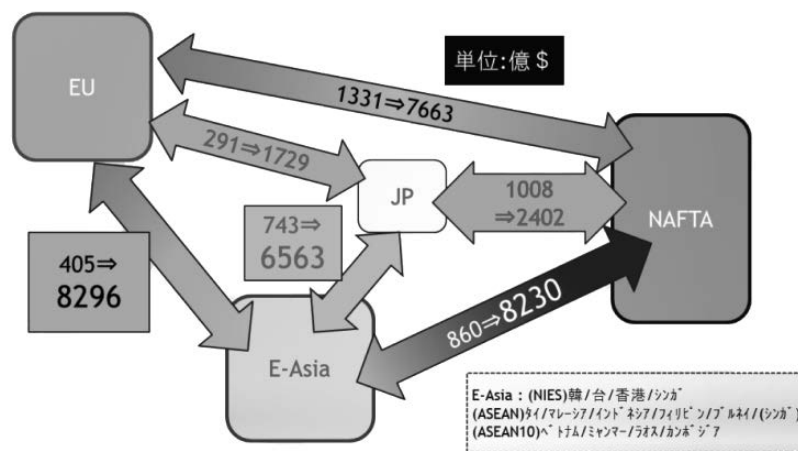 単位:億$
EU
1331⇒7663
291⇒1729
JP
1008
⇒2402
NAFTA
743⇒
6563
405⇒
8296
860⇒8230
E-Asia
E-Asia：(NIES)韓/台/香港/ｼﾝｶﾞ
(ASEAN)ﾀｲ/ﾏﾚｰｼｱ/ｲﾝﾄﾞﾈｼｱ/ﾌｨﾘﾋﾟﾝ/ﾌﾞﾙﾈｲ/(ｼﾝｶﾞ)
(ASEAN10)ﾍﾞﾄﾅﾑ/ﾐｬﾝﾏｰ/ﾗｵｽ/ｶﾝﾎﾞｼﾞｱ